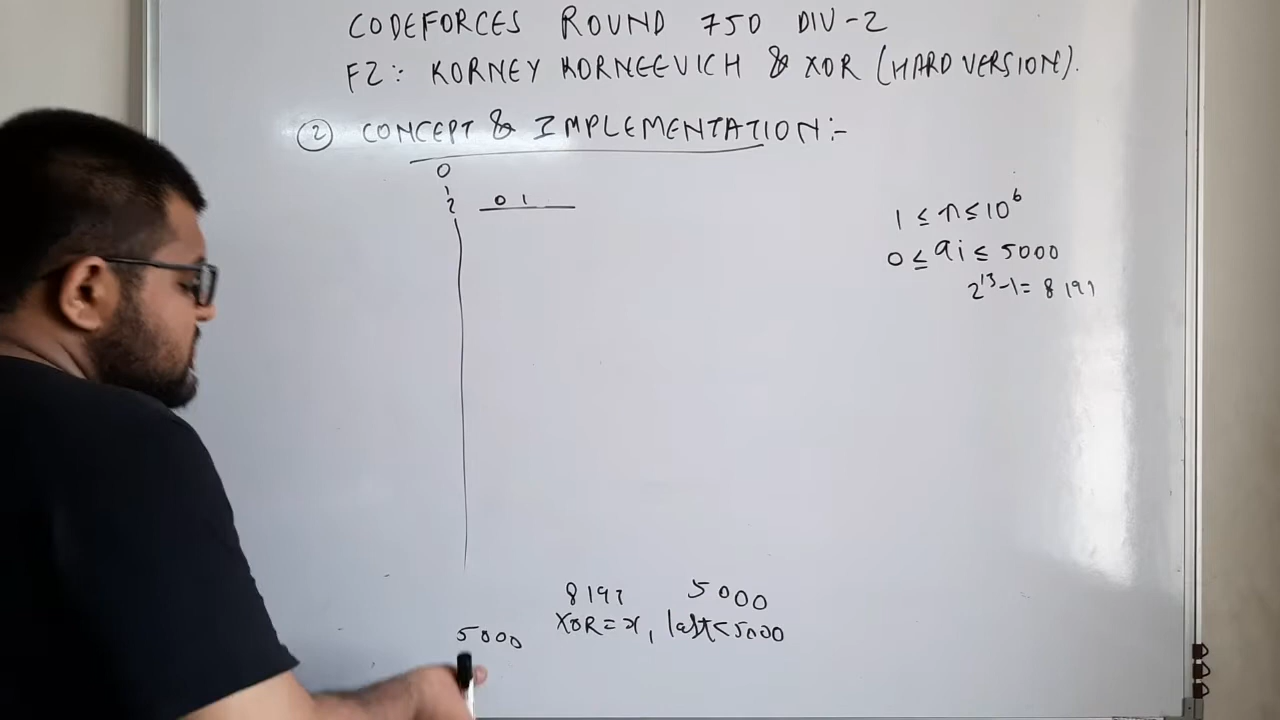 CODEFORCES ROUND 750 DIV-2
F2:- KORNEY KORNEEVICH & XOR (HARD VERSION).
② CONCEPT & IMPLEMENTATION:-
0
1
2 0 1
1 ≤ n ≤ 10⁶
0 ≤ ai ≤ 5000
2¹³-1 = 8191
8191 5000
XOR = x, last < 5000
5000